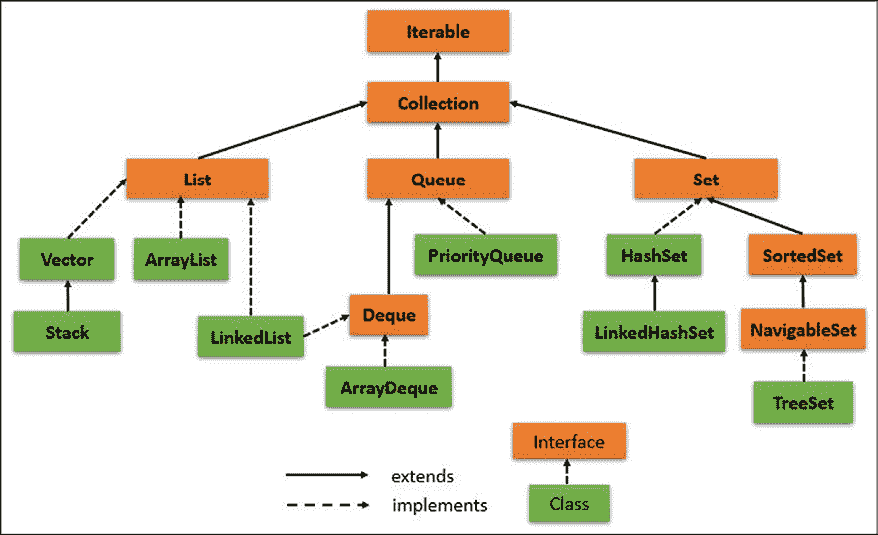 Iterable
Collection
List
Queue
Set
Vector
ArrayList
PriorityQueue
HashSet
SortedSet
Stack
LinkedList
Deque
LinkedHashSet
NavigableSet
ArrayDeque
TreeSet
Interface
extends
implements
Class